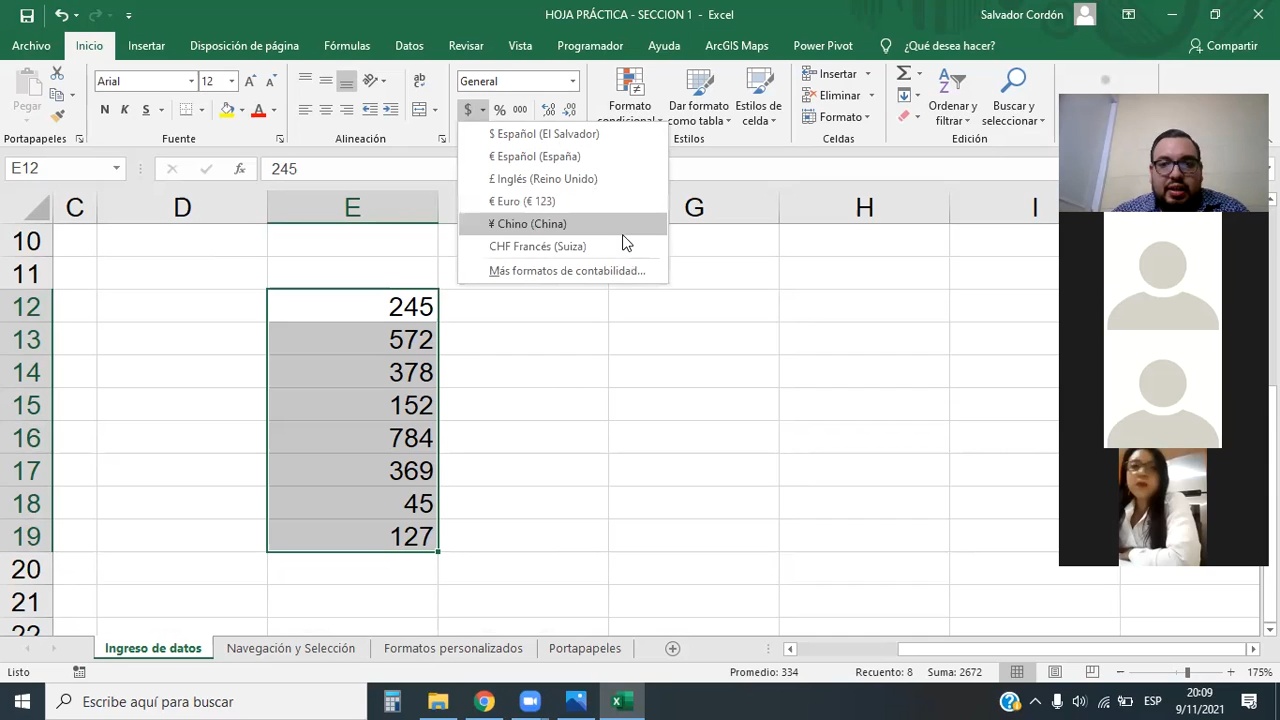 HOJA PRÁCTICA - SECCION 1 - Excel
Salvador Cordón
Archivo Inicio Insertar Disposición de página Fórmulas Datos Revisar Vista Programador Ayuda ArcGIS Maps Power Pivot ¿Qué desea hacer? Compartir
Pegar
Arial 12
General
N K S
$ % 000
Formato condicional
Dar formato como tabla
Estilos de celda
Insertar
Eliminar
Formato
Ordenar y filtrar
Buscar y seleccionar
Portapapeles Fuente Alineación Estilos Celdas Edición
$ Español (El Salvador)
€ Español (España)
£ Inglés (Reino Unido)
€ Euro (€ 123)
¥ Chino (China)
CHF Francés (Suiza)
Más formatos de contabilidad...
E12 fx 245
C D E G H I
10
11
12 245
13 572
14 378
15 152
16 784
17 369
18 45
19 127
20
21
22
Ingreso de datos Navegación y Selección Formatos personalizados Portapapeles
Listo Promedio: 334 Recuento: 8 Suma: 2672 175%
Escribe aquí para buscar
ESP
20:09
9/11/2021